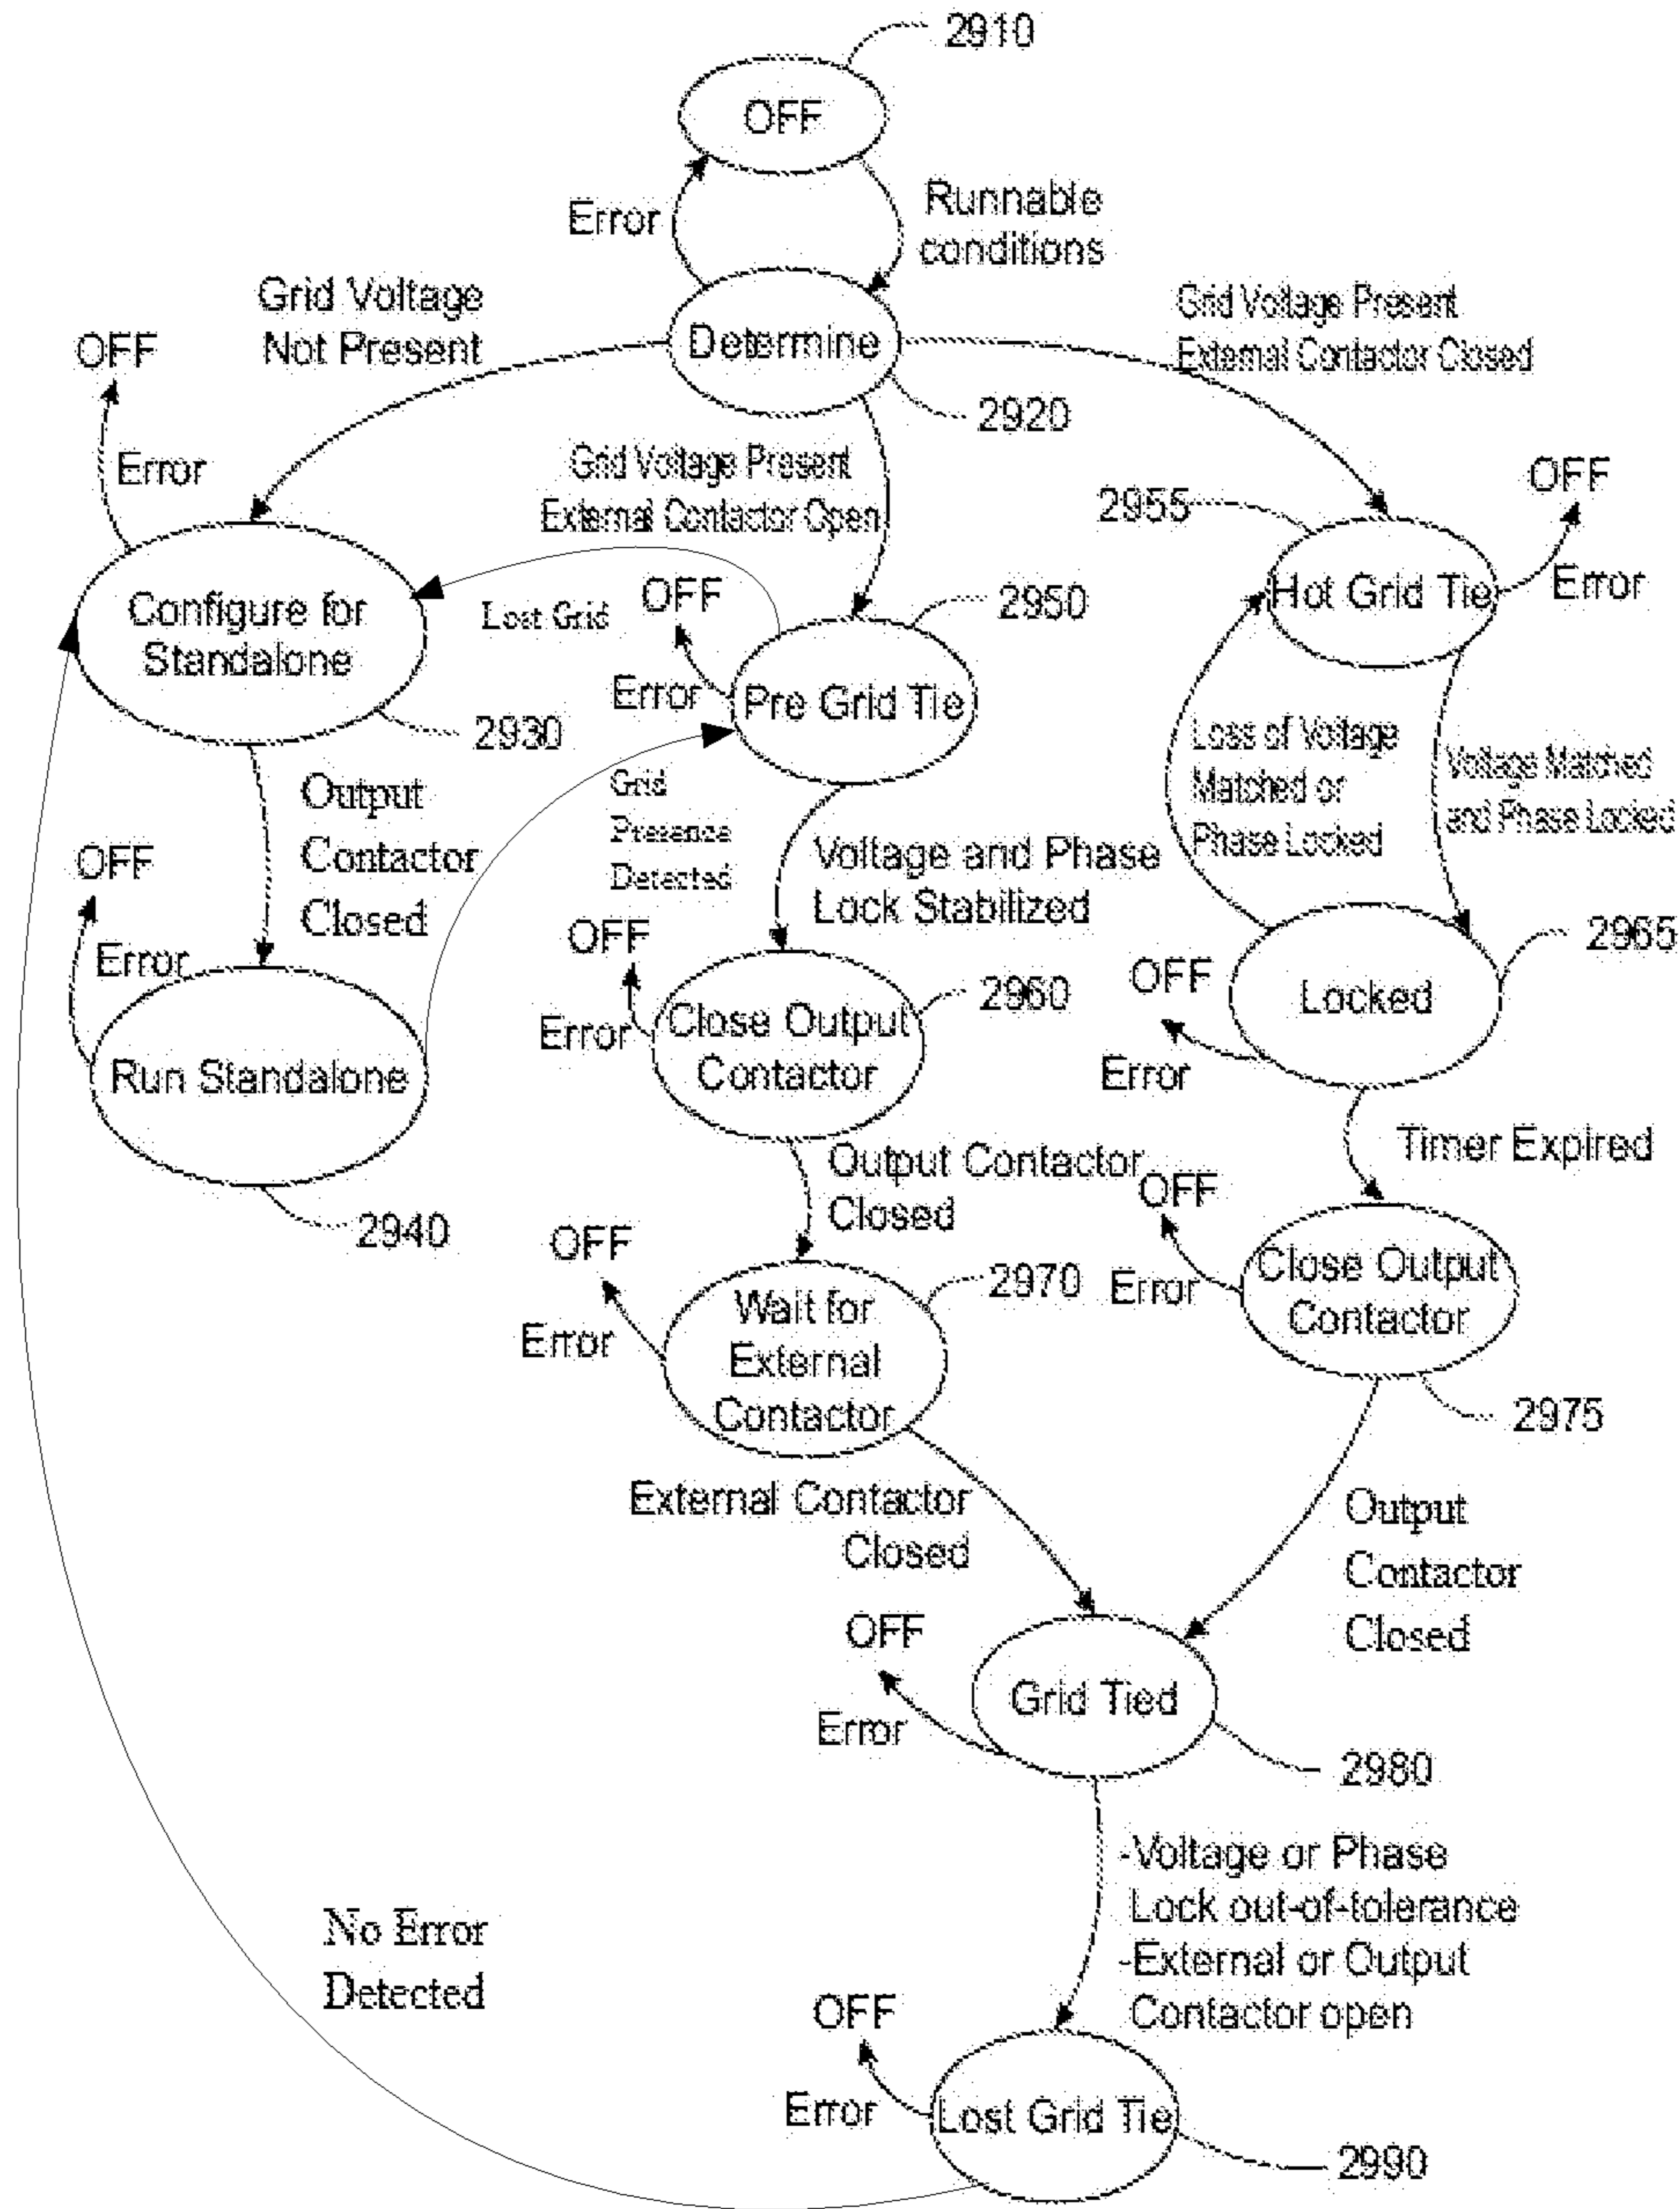 2910
OFF
Error
Runnable
conditions
Grid Voltage
Not Present
Determine
Grid Voltage Present
External Contactor Closed
2920
OFF
Error
Grid Voltage Present
External Contactor Open
2955
OFF
Hot Grid Tie
Error
Configure for
Standalone
Lost Grid
OFF
2950
Error
Pre Grid Tie
2930
Output
Contactor
Closed
Grid
Presence
Detected
Loss of Voltage
Matched or
Phase Locked
Voltage Matched
and Phase Locked
OFF
Error
Voltage and Phase
Lock Stabilized
OFF
2960
Error
Close Output
Contactor
OFF
2965
Locked
Error
Run Standalone
2940
Output Contactor
Closed
Timer Expired
OFF
Error
Close Output
Contactor
2975
OFF
Error
Wait for
External
Contactor
2970
External Contactor
Closed
Output
Contactor
Closed
OFF
Error
Grid Tied
2980
-Voltage or Phase
Lock out-of-tolerance
-External or Output
Contactor open
No Error
Detected
OFF
Error
Lost Grid Tie
2990